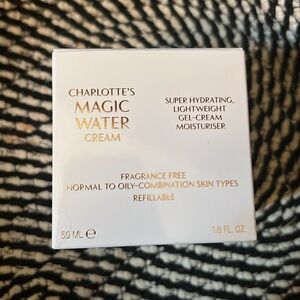 CHARLOTTE'S
MAGIC
WATER
CREAM
SUPER HYDRATING,
LIGHTWEIGHT
GEL-CREAM
MOISTURISER
FRAGRANCE FREE
NORMAL TO OILY-COMBINATION SKIN TYPES
REFILLABLE
50 ML ℮
1.6 FL. OZ.